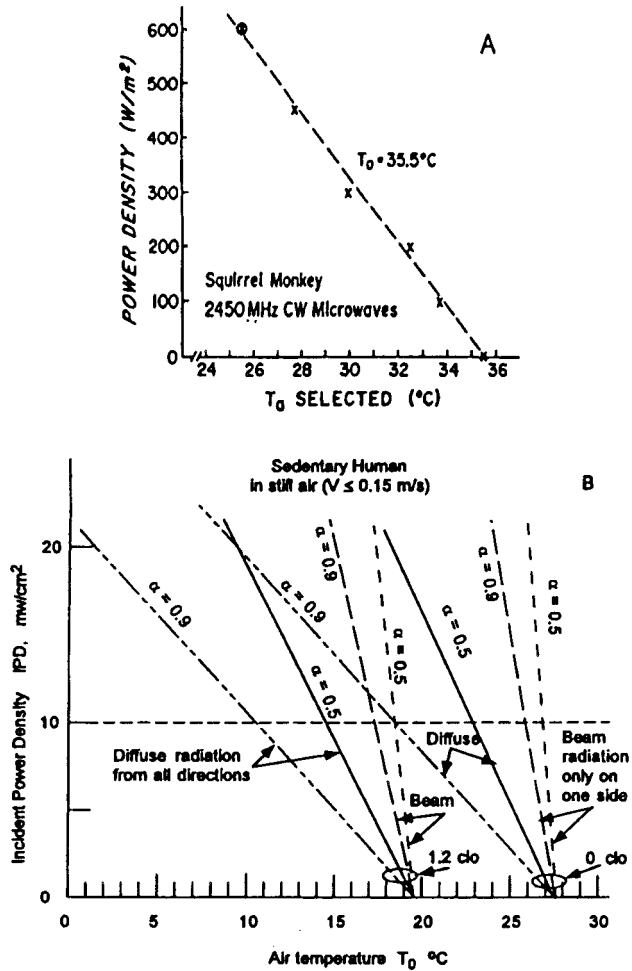 A
POWER DENSITY (W/m²)
600
500
400
300
200
100
0
Tₒ = 35.5°C
Squirrel Monkey
2450 MHz CW Microwaves
24 26 28 30 32 34 36
Tₐ SELECTED (°C)
Sedentary Human
in still air (V ≤ 0.15 m/s)
B
Incident Power Density IPD, mw/cm²
20
10
0
α = 0.9
α = 0.5
α = 0.9
α = 0.9
α = 0.5
α = 0.5
α = 0.9
α = 0.5
Diffuse radiation
from all directions
Beam
1.2 clo
Diffuse
Beam
radiation
only on
one side
0 clo
0 5 10 15 20 25 30
Air temperature T₀ °C